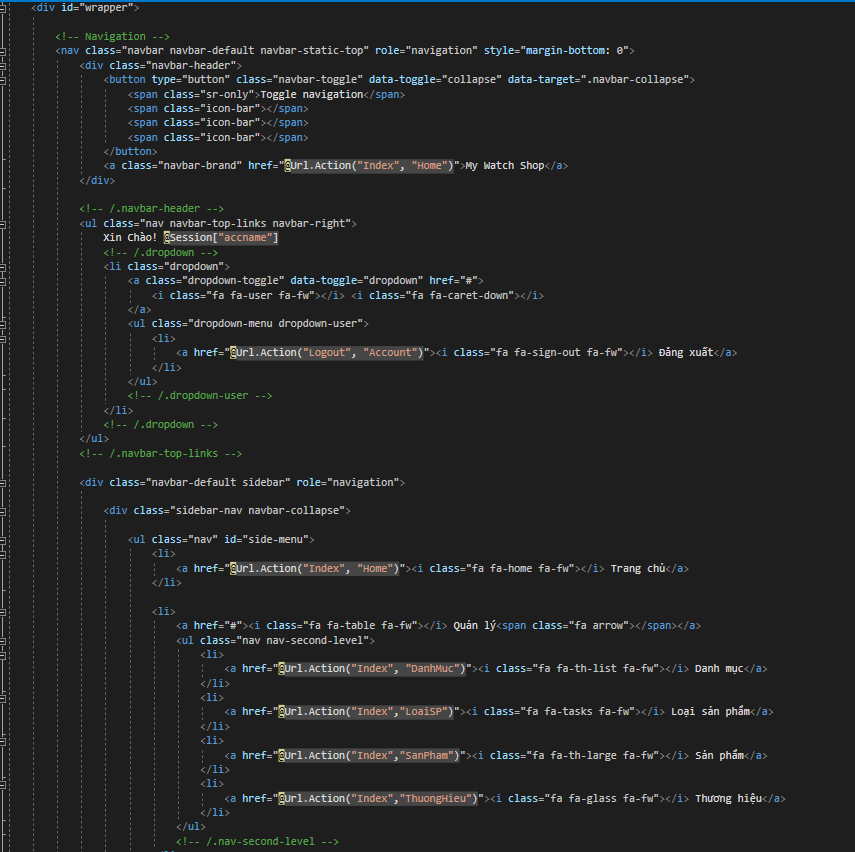 <div id="wrapper">
<!-- Navigation -->
<nav class="navbar navbar-default navbar-static-top" role="navigation" style="margin-bottom: 0">
<div class="navbar-header">
<button type="button" class="navbar-toggle" data-toggle="collapse" data-target=".navbar-collapse">
<span class="sr-only">Toggle navigation</span>
<span class="icon-bar"></span>
<span class="icon-bar"></span>
<span class="icon-bar"></span>
</button>
<a class="navbar-brand" href="@Url.Action("Index", "Home")">My Watch Shop</a>
</div>
<!-- /.navbar-header -->
<ul class="nav navbar-top-links navbar-right">
Xin Chào! @Session["accname"]
<!-- /.dropdown -->
<li class="dropdown">
<a class="dropdown-toggle" data-toggle="dropdown" href="#">
<i class="fa fa-user fa-fw"></i> <i class="fa fa-caret-down"></i>
</a>
<ul class="dropdown-menu dropdown-user">
<li>
<a href="@Url.Action("Logout", "Account")"><i class="fa fa-sign-out fa-fw"></i> Đăng xuất</a>
</li>
</ul>
<!-- /.dropdown-user -->
</li>
<!-- /.dropdown -->
</ul>
<!-- /.navbar-top-links -->
<div class="navbar-default sidebar" role="navigation">
<div class="sidebar-nav navbar-collapse">
<ul class="nav" id="side-menu">
<li>
<a href="@Url.Action("Index", "Home")"><i class="fa fa-home fa-fw"></i> Trang chủ</a>
</li>
<li>
<a href="#"><i class="fa fa-table fa-fw"></i> Quản lý<span class="fa arrow"></span></a>
<ul class="nav nav-second-level">
<li>
<a href="@Url.Action("Index", "DanhMuc")"><i class="fa fa-th-list fa-fw"></i> Danh mục</a>
</li>
<li>
<a href="@Url.Action("Index","LoaiSP")"><i class="fa fa-tasks fa-fw"></i> Loại sản phẩm</a>
</li>
<li>
<a href="@Url.Action("Index","SanPham")"><i class="fa fa-th-large fa-fw"></i> Sản phẩm</a>
</li>
<li>
<a href="@Url.Action("Index","ThuongHieu")"><i class="fa fa-glass fa-fw"></i> Thương hiệu</a>
</li>
</ul>
<!-- /.nav-second-level -->